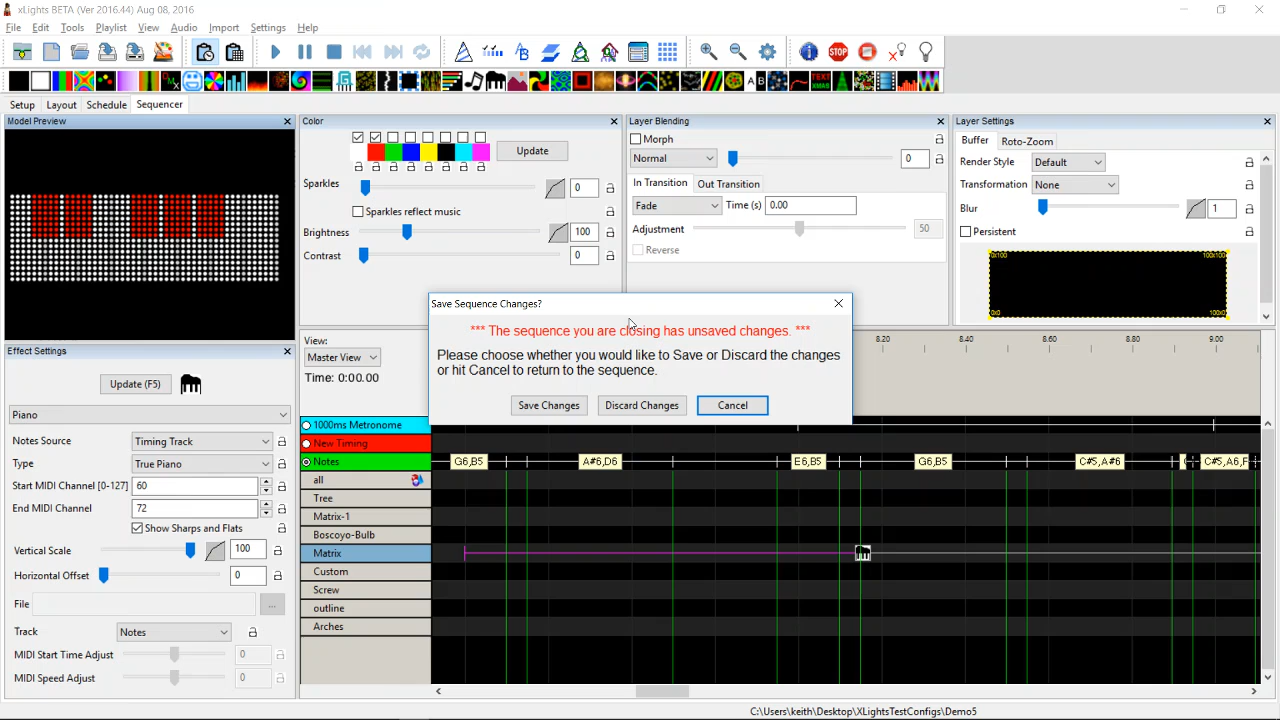 xLights BETA (Ver 2016.44) Aug 08, 2016
File Edit Tools Playlist View Audio Import Settings Help
Setup Layout Schedule Sequencer
Model Preview
Color
Update
Sparkles 0
Sparkles reflect music
Brightness 100
Contrast 0
Layer Blending
Morph
Normal 0
In Transition Out Transition
Fade Time (s) 0.00
Adjustment 50
Reverse
Layer Settings
Buffer Roto-Zoom
Render Style Default
Transformation None
Blur 1
Persistent
0x100 100x100
0x0 100x0
Save Sequence Changes?
*** The sequence you are closing has unsaved changes. ***
Please choose whether you would like to Save or Discard the changes
or hit Cancel to return to the sequence.
Save Changes Discard Changes Cancel
Effect Settings
Update (F5)
Piano
Notes Source Timing Track
Type True Piano
Start MIDI Channel [0-127] 60
End MIDI Channel 72
Show Sharps and Flats
Vertical Scale 100
Horizontal Offset 0
File ...
Track Notes
MIDI Start Time Adjust 0
MIDI Speed Adjust 0
View:
Master View
Time: 0:00.00
8.20 8.40 8.60 8.80 9.00
1000ms Metronome
New Timing
Notes G6,B5 A#6,D6 E6,B5 G6,B5 C#5,A#6 C#5,A6,F
all
Tree
Matrix-1
Boscoyo-Bulb
Matrix
Custom
Screw
outline
Arches
C:\Users\keith\Desktop\XLightsTestConfigs\Demo5